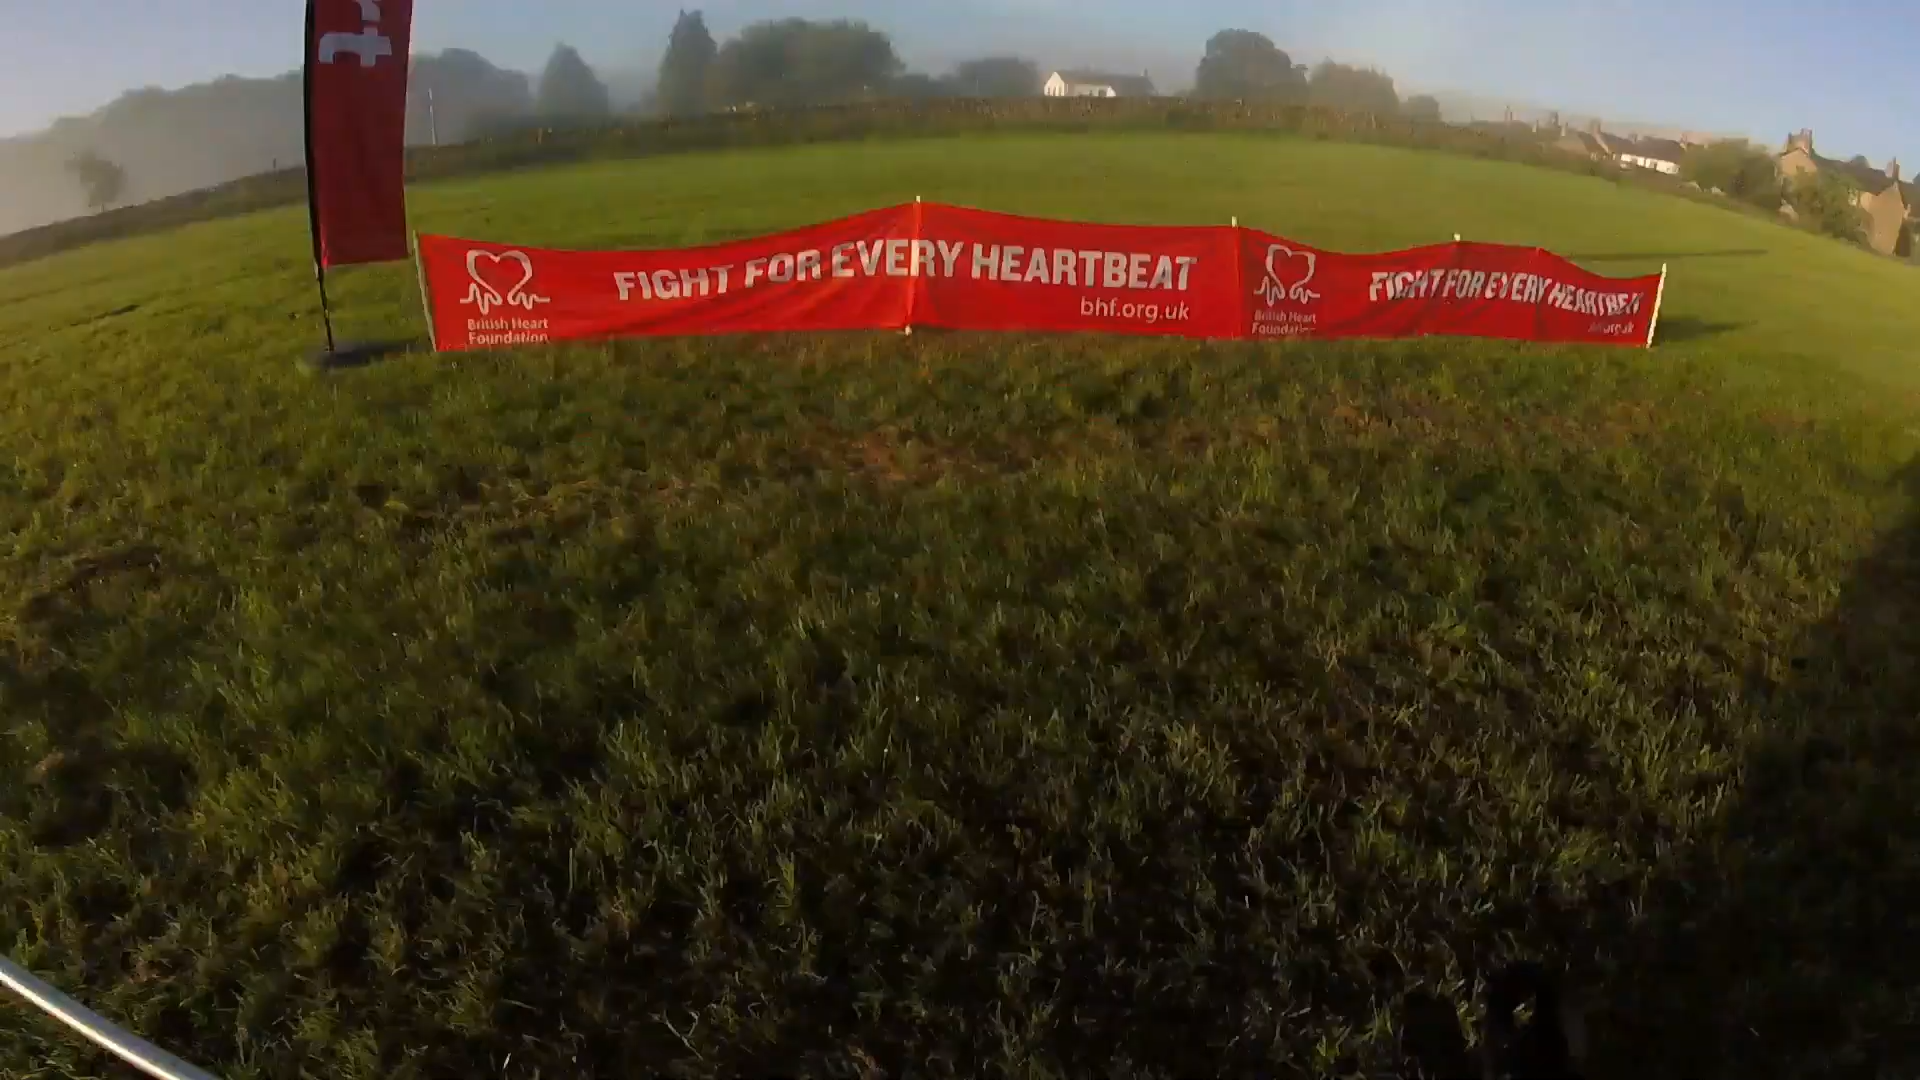 FIGHT FOR EVERY HEARTBEAT
bhf.org.uk
British Heart
Foundation
FIGHT FOR EVERY HEARTBEAT
British Heart
Foundation